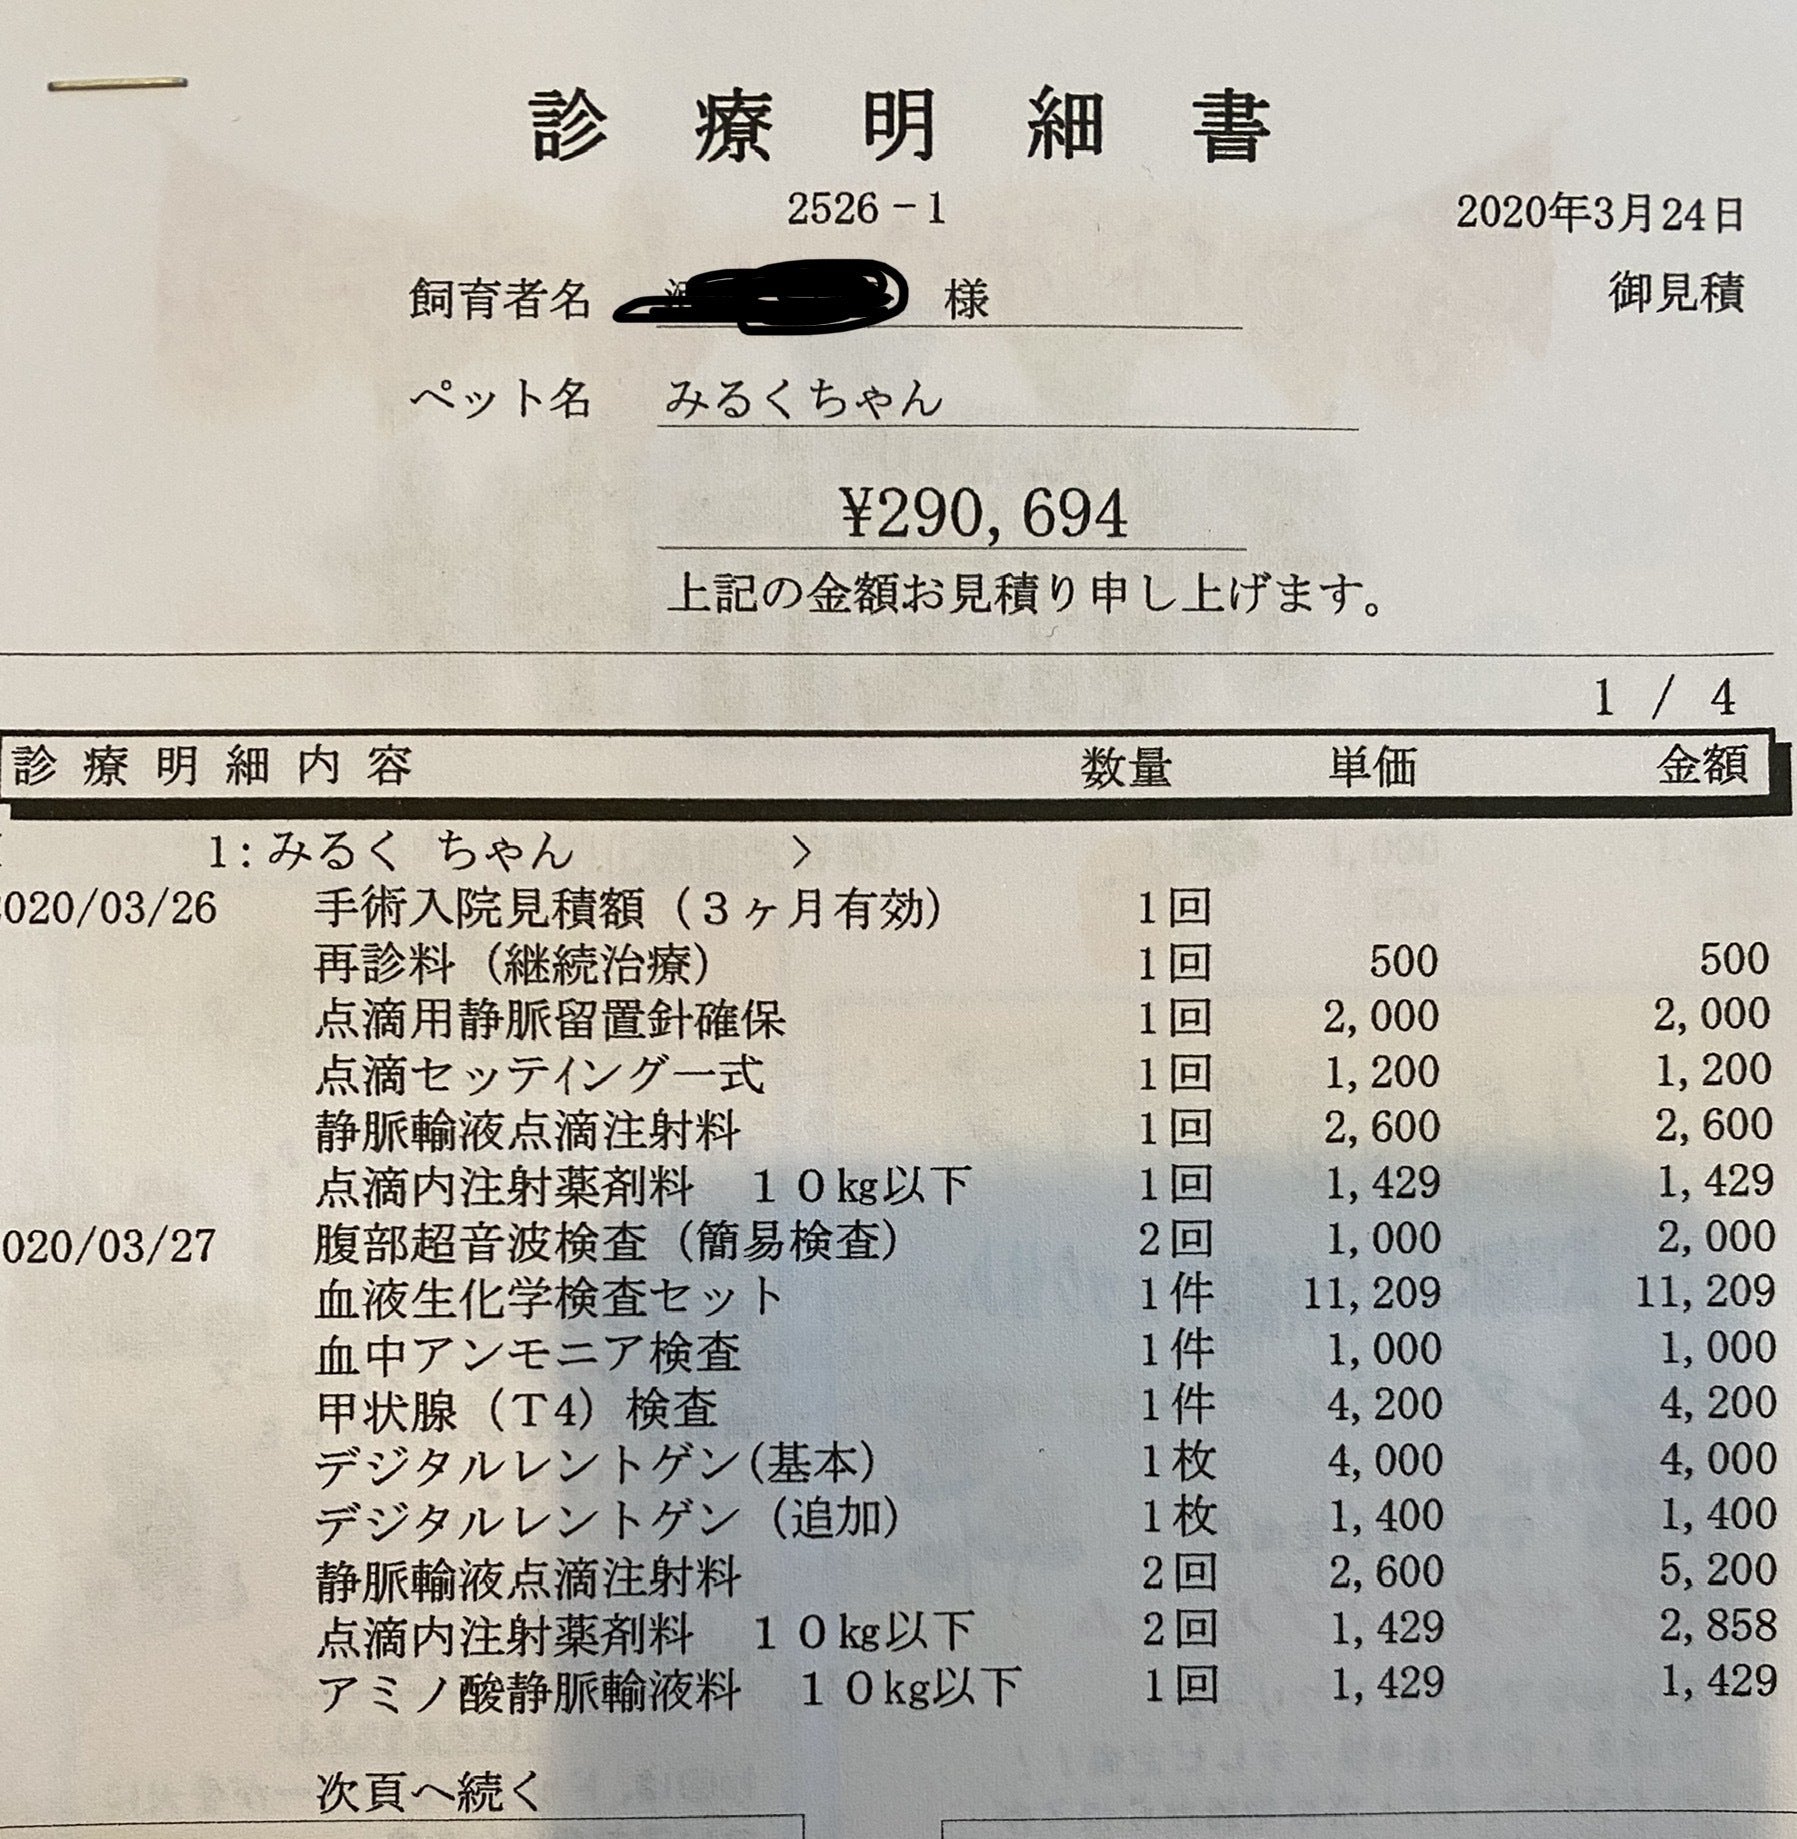 診療明細書
2526-1
2020年3月24日
飼育者名 様
御見積
ペット名 みるくちゃん
¥290,694
上記の金額お見積り申し上げます。
1 / 4
診療明細内容 数量 単価 金額
1:みるく ちゃん >
020/03/26 手術入院見積額（３ヶ月有効） 1回
再診料（継続治療） 1回 500 500
点滴用静脈留置針確保 1回 2,000 2,000
点滴セッティング一式 1回 1,200 1,200
静脈輸液点滴注射料 1回 2,600 2,600
点滴内注射薬剤料 １０kg以下 1回 1,429 1,429
020/03/27 腹部超音波検査（簡易検査） 2回 1,000 2,000
血液生化学検査セット 1件 11,209 11,209
血中アンモニア検査 1件 1,000 1,000
甲状腺（Ｔ4）検査 1件 4,200 4,200
デジタルレントゲン(基本) 1枚 4,000 4,000
デジタルレントゲン（追加） 1枚 1,400 1,400
静脈輸液点滴注射料 2回 2,600 5,200
点滴内注射薬剤料 １０kg以下 2回 1,429 2,858
アミノ酸静脈輸液料 １０kg以下 1回 1,429 1,429
次頁へ続く